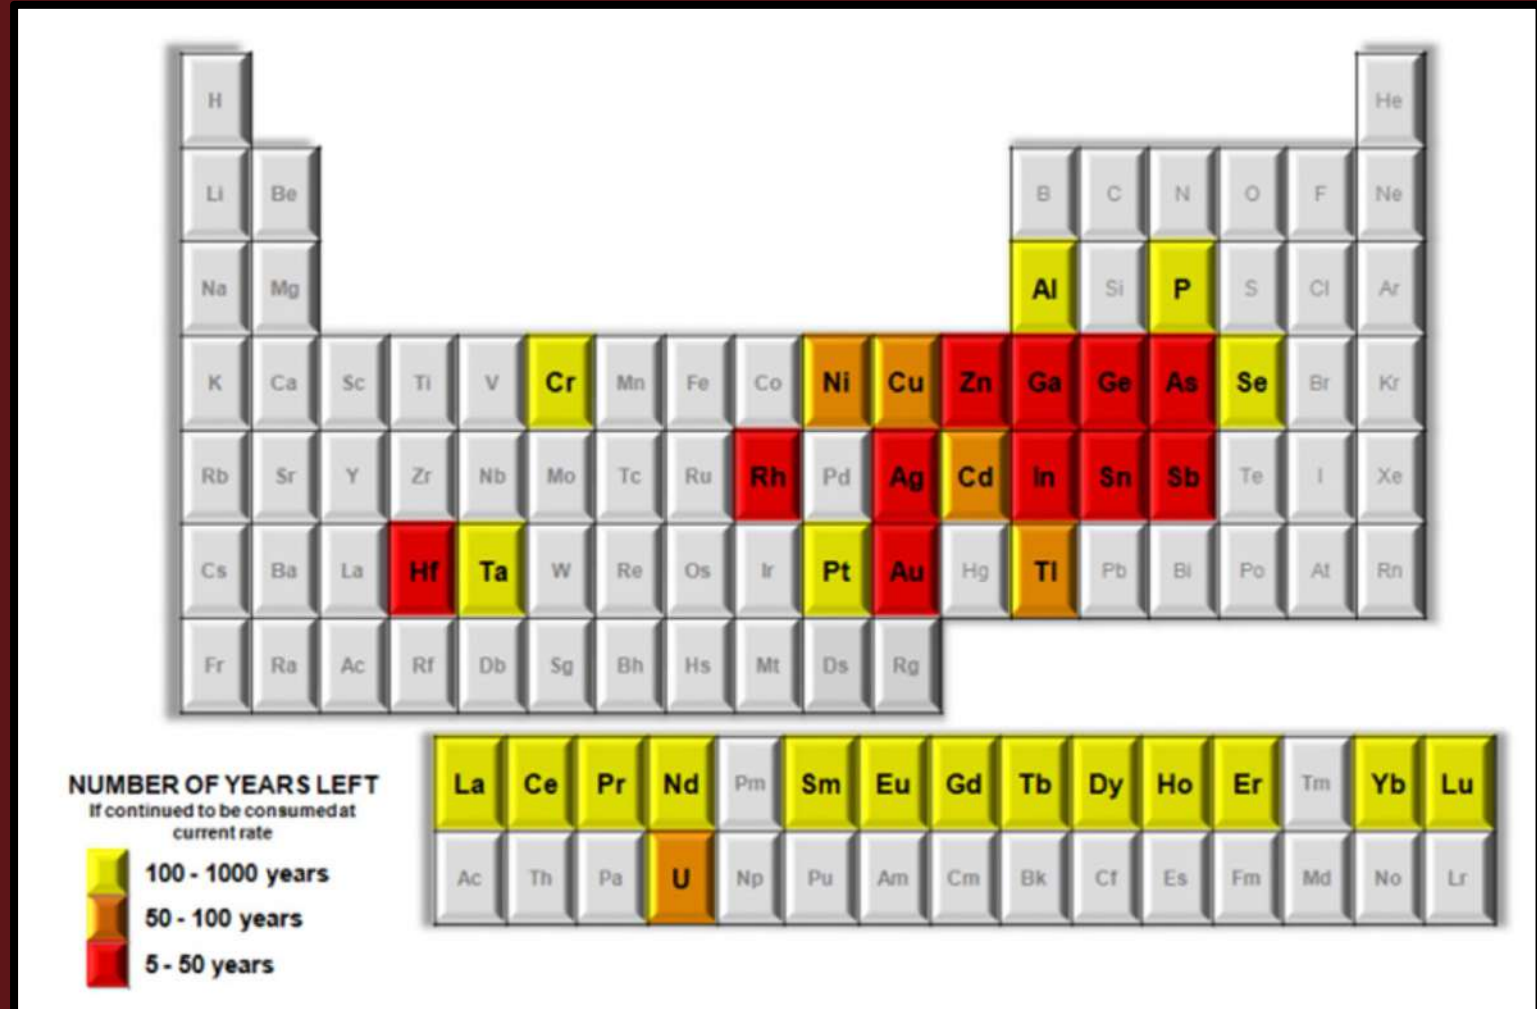 H He
Li Be B C N O F Ne
Na Mg Al Si P S Cl Ar
K Ca Sc Ti V Cr Mn Fe Co Ni Cu Zn Ga Ge As Se Br Kr
Rb Sr Y Zr Nb Mo Tc Ru Rh Pd Ag Cd In Sn Sb Te I Xe
Cs Ba La Hf Ta W Re Os Ir Pt Au Hg Tl Pb Bi Po At Rn
Fr Ra Ac Rf Db Sg Bh Hs Mt Ds Rg
La Ce Pr Nd Pm Sm Eu Gd Tb Dy Ho Er Tm Yb Lu
Ac Th Pa U Np Pu Am Cm Bk Cf Es Fm Md No Lr
NUMBER OF YEARS LEFT
If continued to be consumed at
current rate
100 - 1000 years
50 - 100 years
5 - 50 years